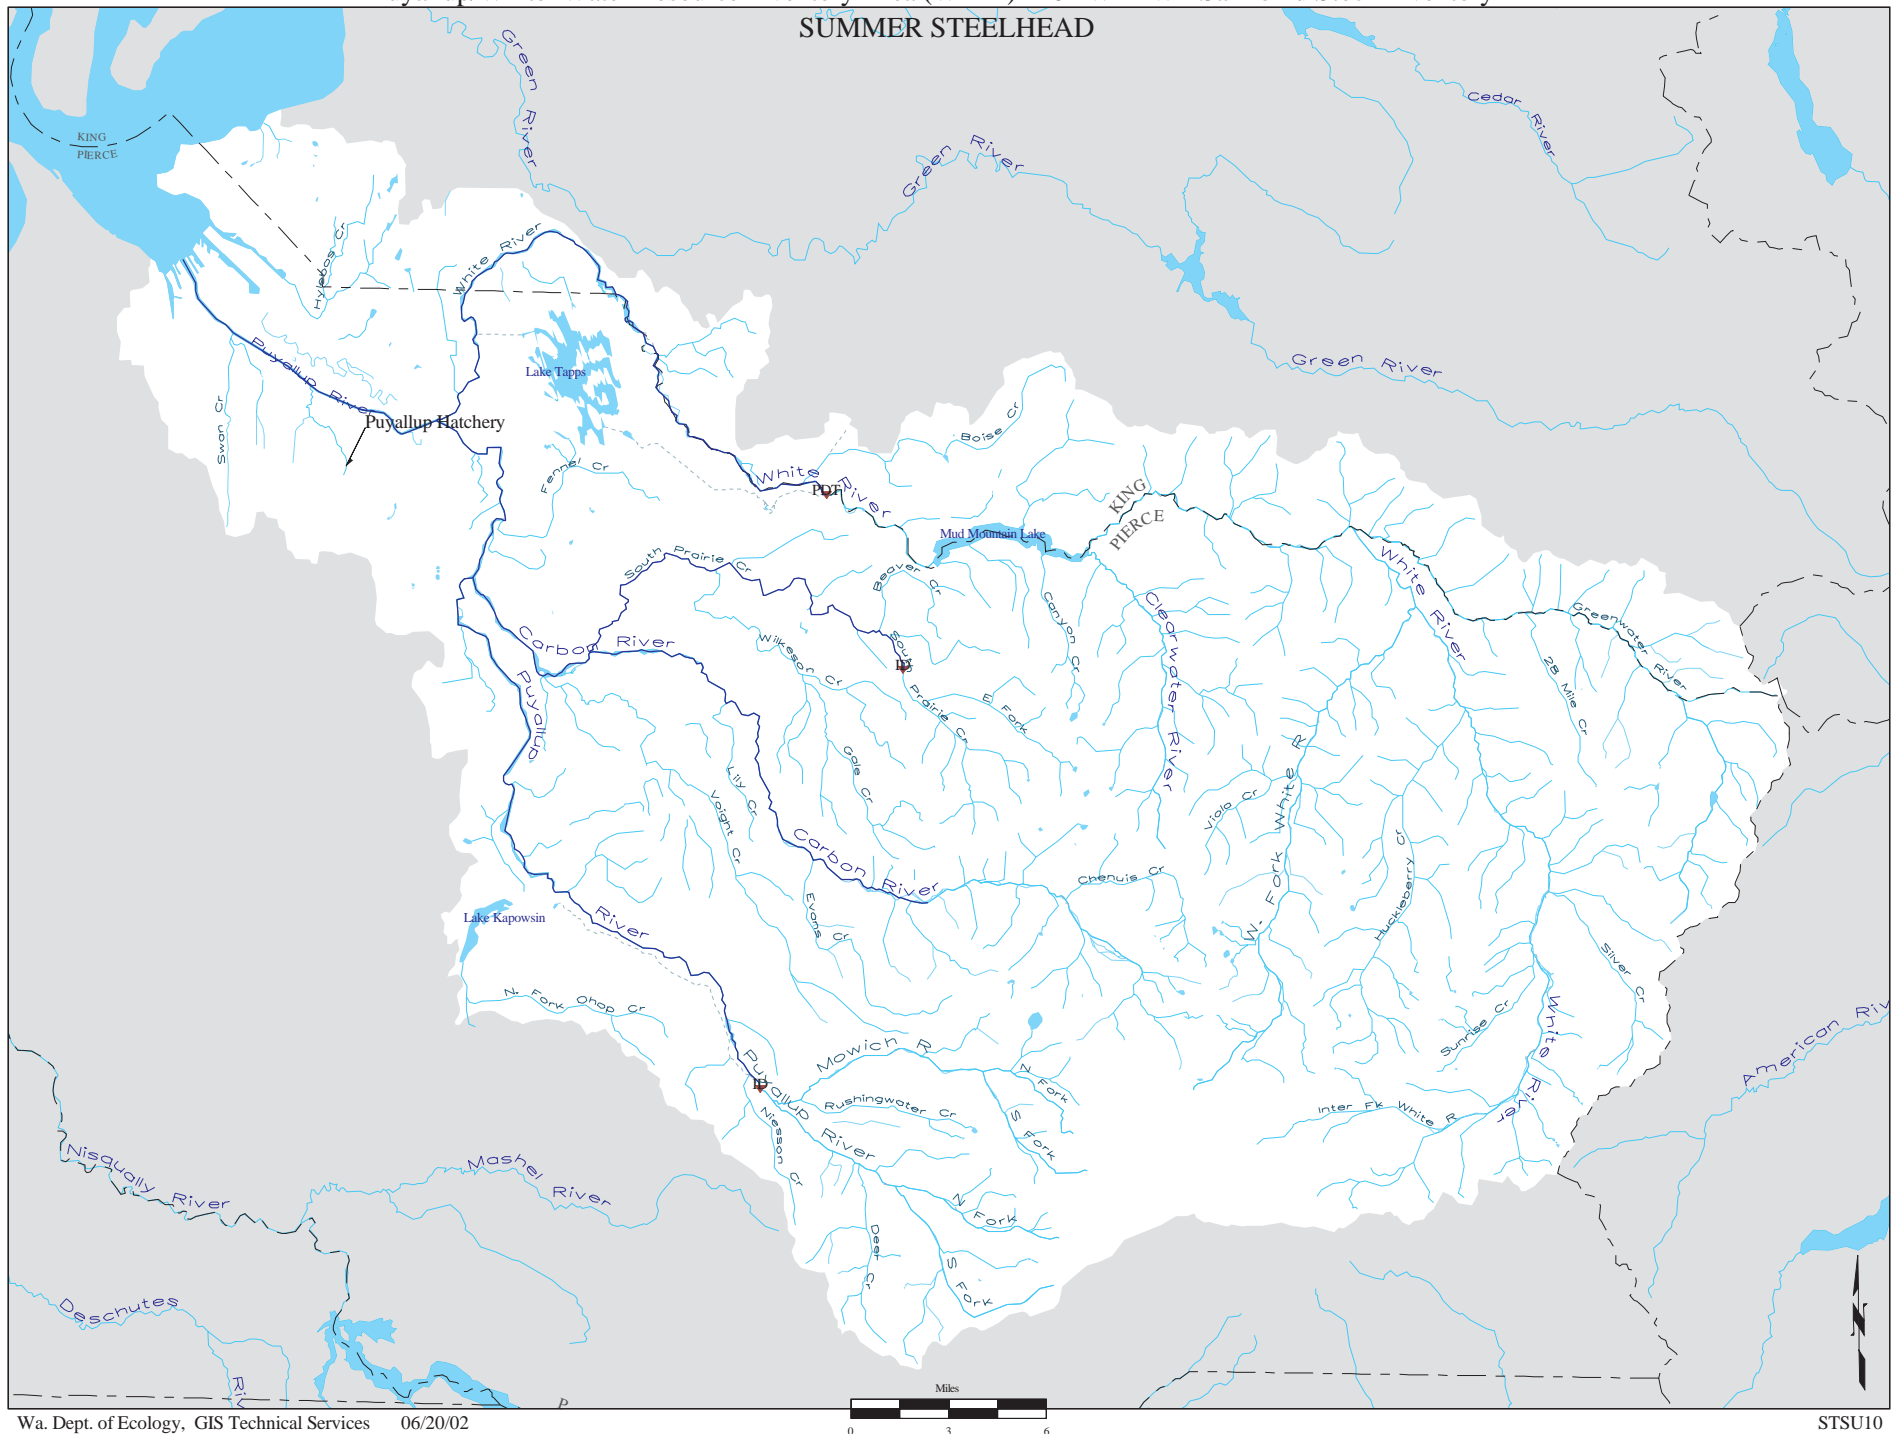 SUMMER STEELHEAD
Green River
Cedar River
Green River
KING
PIERCE
Hylebos Cr
White River
Green River
Puyallup River
Lake Tapps
Swan Cr
Puyallup Hatchery
Boise Cr
Fennel Cr
White River
PDT
KING
PIERCE
Mud Mountain Lake
White River
South Prairie Cr
Beaver Cr
Canyon Cr
Clearwater River
Greenwater River
Carbon River
Wilkeson Cr
South Prairie Cr
E Fork
28 Mile Cr
Puyallup River
Gale Cr
Lily Cr
Voight Cr
Viola Cr
W. Fork White R
Huckleberry Cr
Carbon River
Chenuis Cr
Evans Cr
Lake Kapowsin
Silver Cr
N. Fork Ohop Cr
Sunrise Cr
White River
American Riv
Mowich R
N Fork
S Fork
ID
Puyallup River
Rushingwater Cr
Niesson Cr
Inter Fk White R
Nisqually River
Mashel River
N Fork
S Fork
Deer Cr
Deschutes Ri
N
P
Miles
0 3 6
Wa. Dept. of Ecology, GIS Technical Services 06/20/02
STSU10